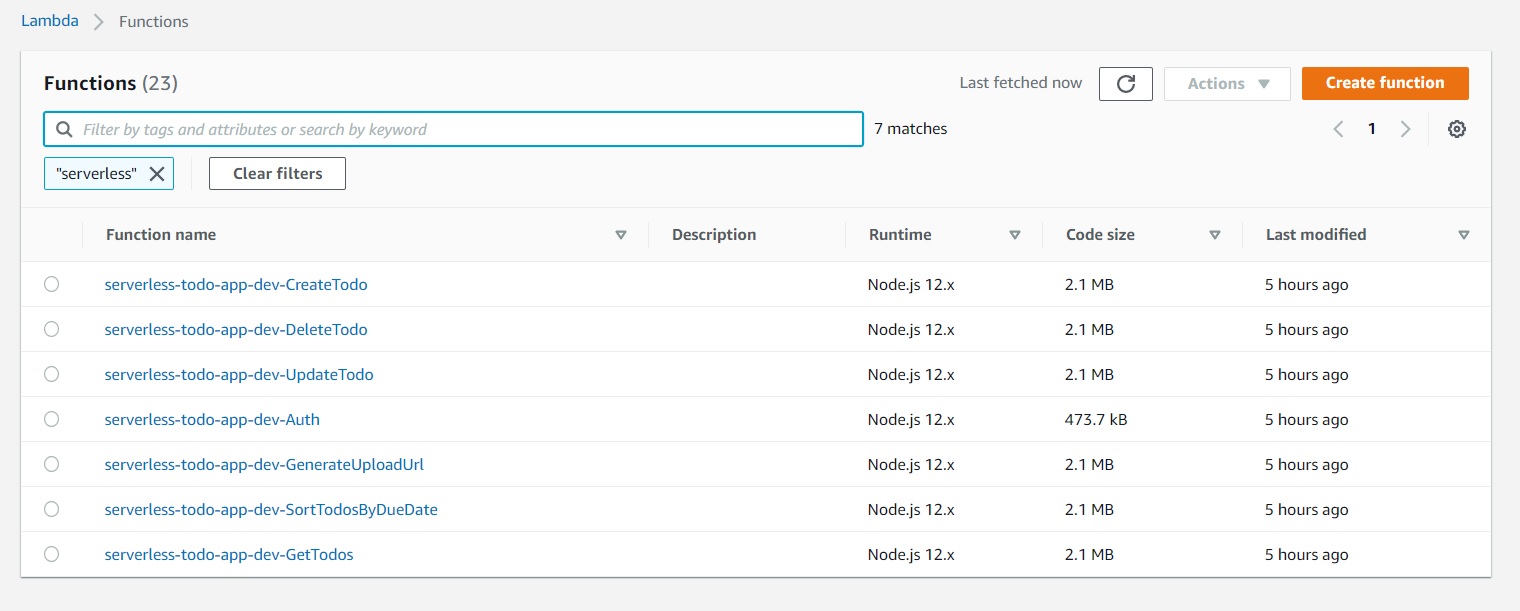 Lambda > Functions
Functions (23) Last fetched now Actions Create function
Filter by tags and attributes or search by keyword 7 matches 1
"serverless" Clear filters
Function name Description Runtime Code size Last modified
serverless-todo-app-dev-CreateTodo Node.js 12.x 2.1 MB 5 hours ago
serverless-todo-app-dev-DeleteTodo Node.js 12.x 2.1 MB 5 hours ago
serverless-todo-app-dev-UpdateTodo Node.js 12.x 2.1 MB 5 hours ago
serverless-todo-app-dev-Auth Node.js 12.x 473.7 kB 5 hours ago
serverless-todo-app-dev-GenerateUploadUrl Node.js 12.x 2.1 MB 5 hours ago
serverless-todo-app-dev-SortTodosByDueDate Node.js 12.x 2.1 MB 5 hours ago
serverless-todo-app-dev-GetTodos Node.js 12.x 2.1 MB 5 hours ago